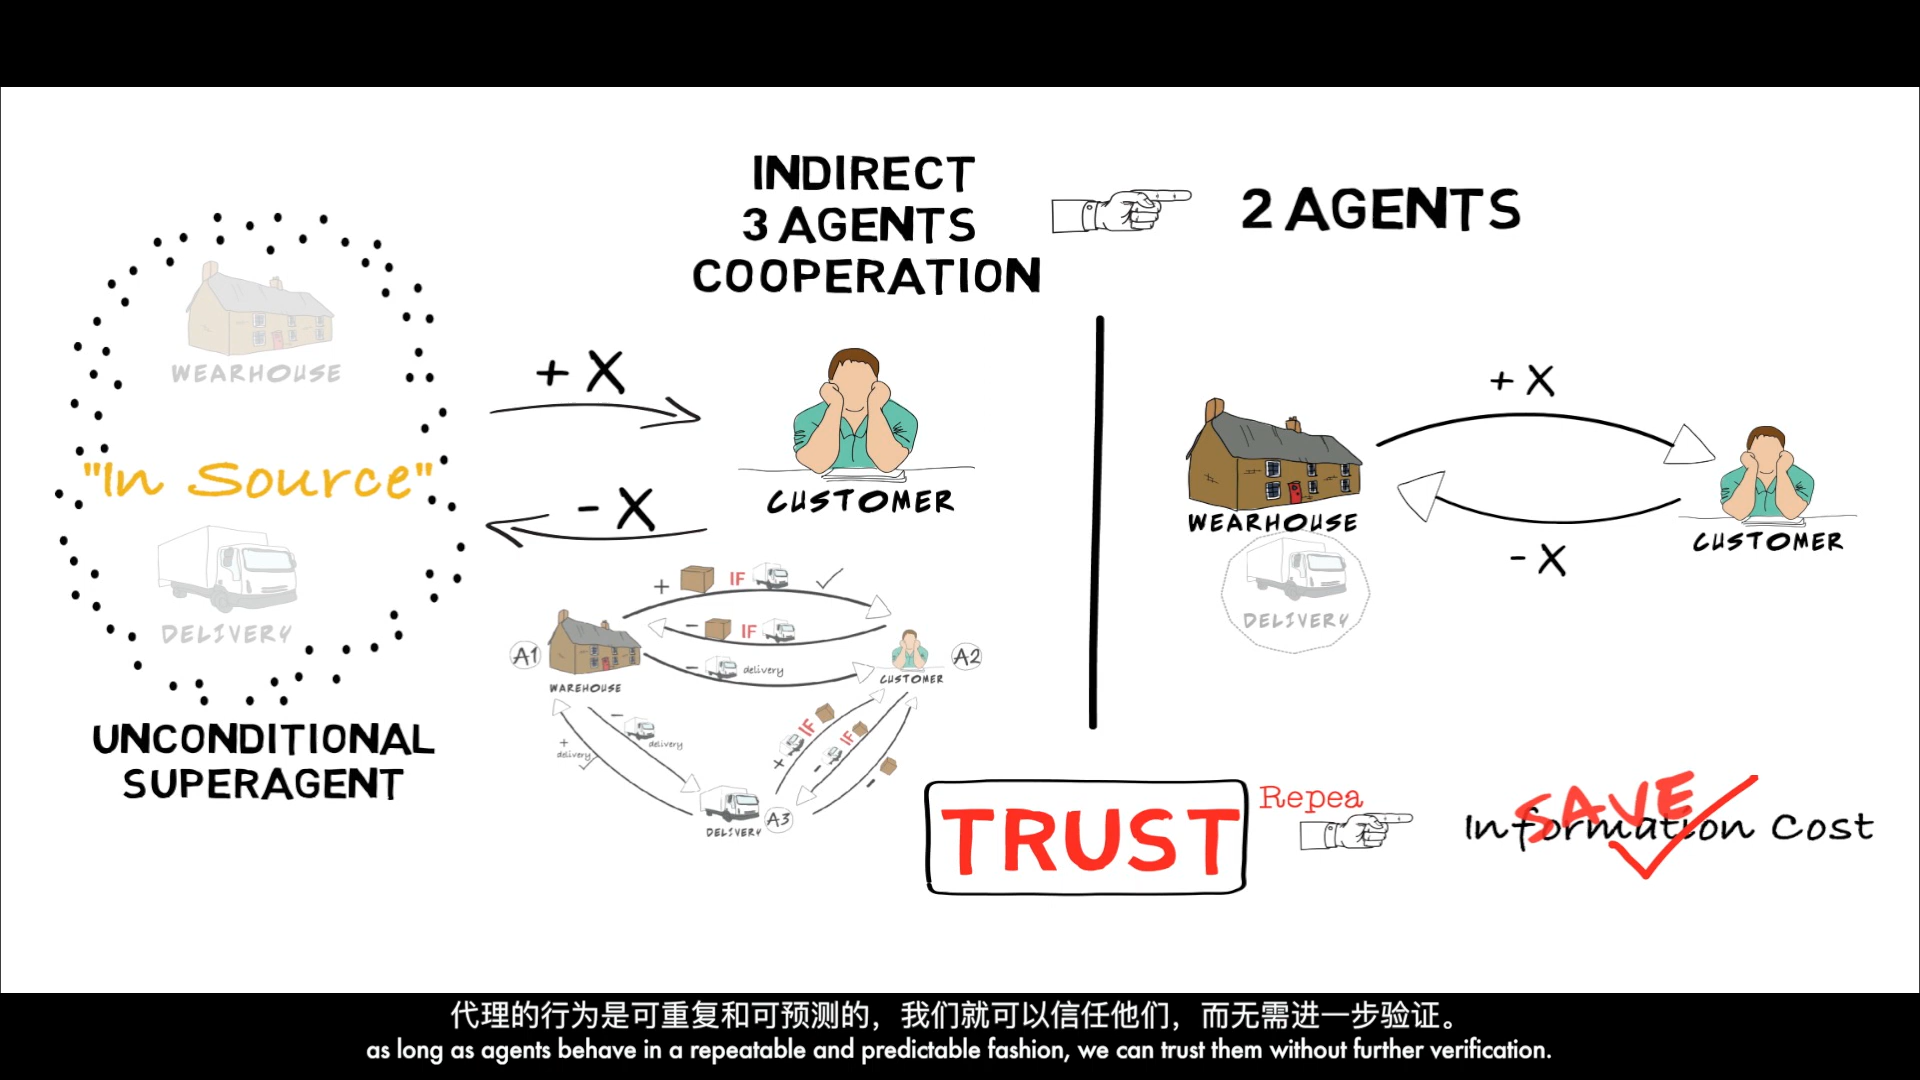 INDIRECT
3 AGENTS
COOPERATION
2 AGENTS
WEARHOUSE
"In Source"
DELIVERY
UNCONDITIONAL
SUPERAGENT
+ X
- X
CUSTOMER
+ IF
- IF
- delivery
A1
WAREHOUSE
A2
CUSTOMER
- delivery
+ delivery
+ IF
- IF
-
DELIVERY
A3
+ X
- X
WEARHOUSE
DELIVERY
CUSTOMER
TRUST
Repea
SAVE
Information Cost
代理的行为是可重复和可预测的，我们就可以信任他们，而无需进一步验证。
as long as agents behave in a repeatable and predictable fashion, we can trust them without further verification.